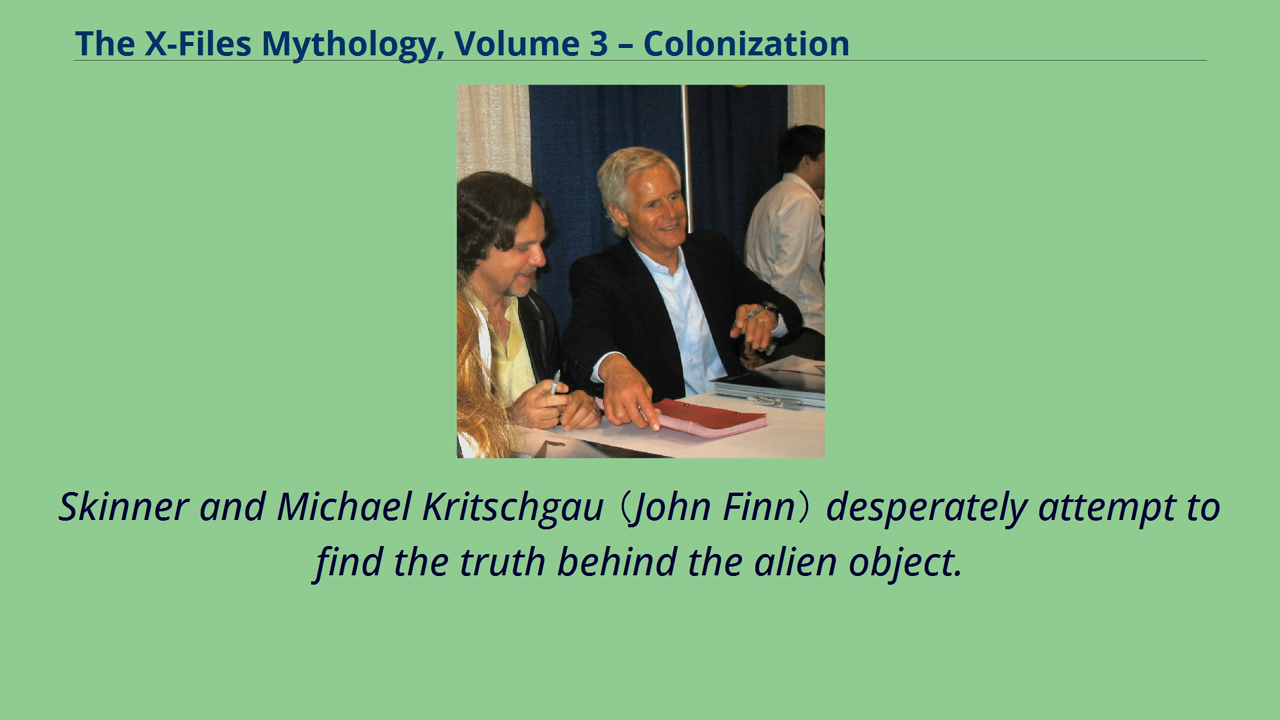 The X-Files Mythology, Volume 3 – Colonization
Skinner and Michael Kritschgau（John Finn）desperately attempt to
find the truth behind the alien object.